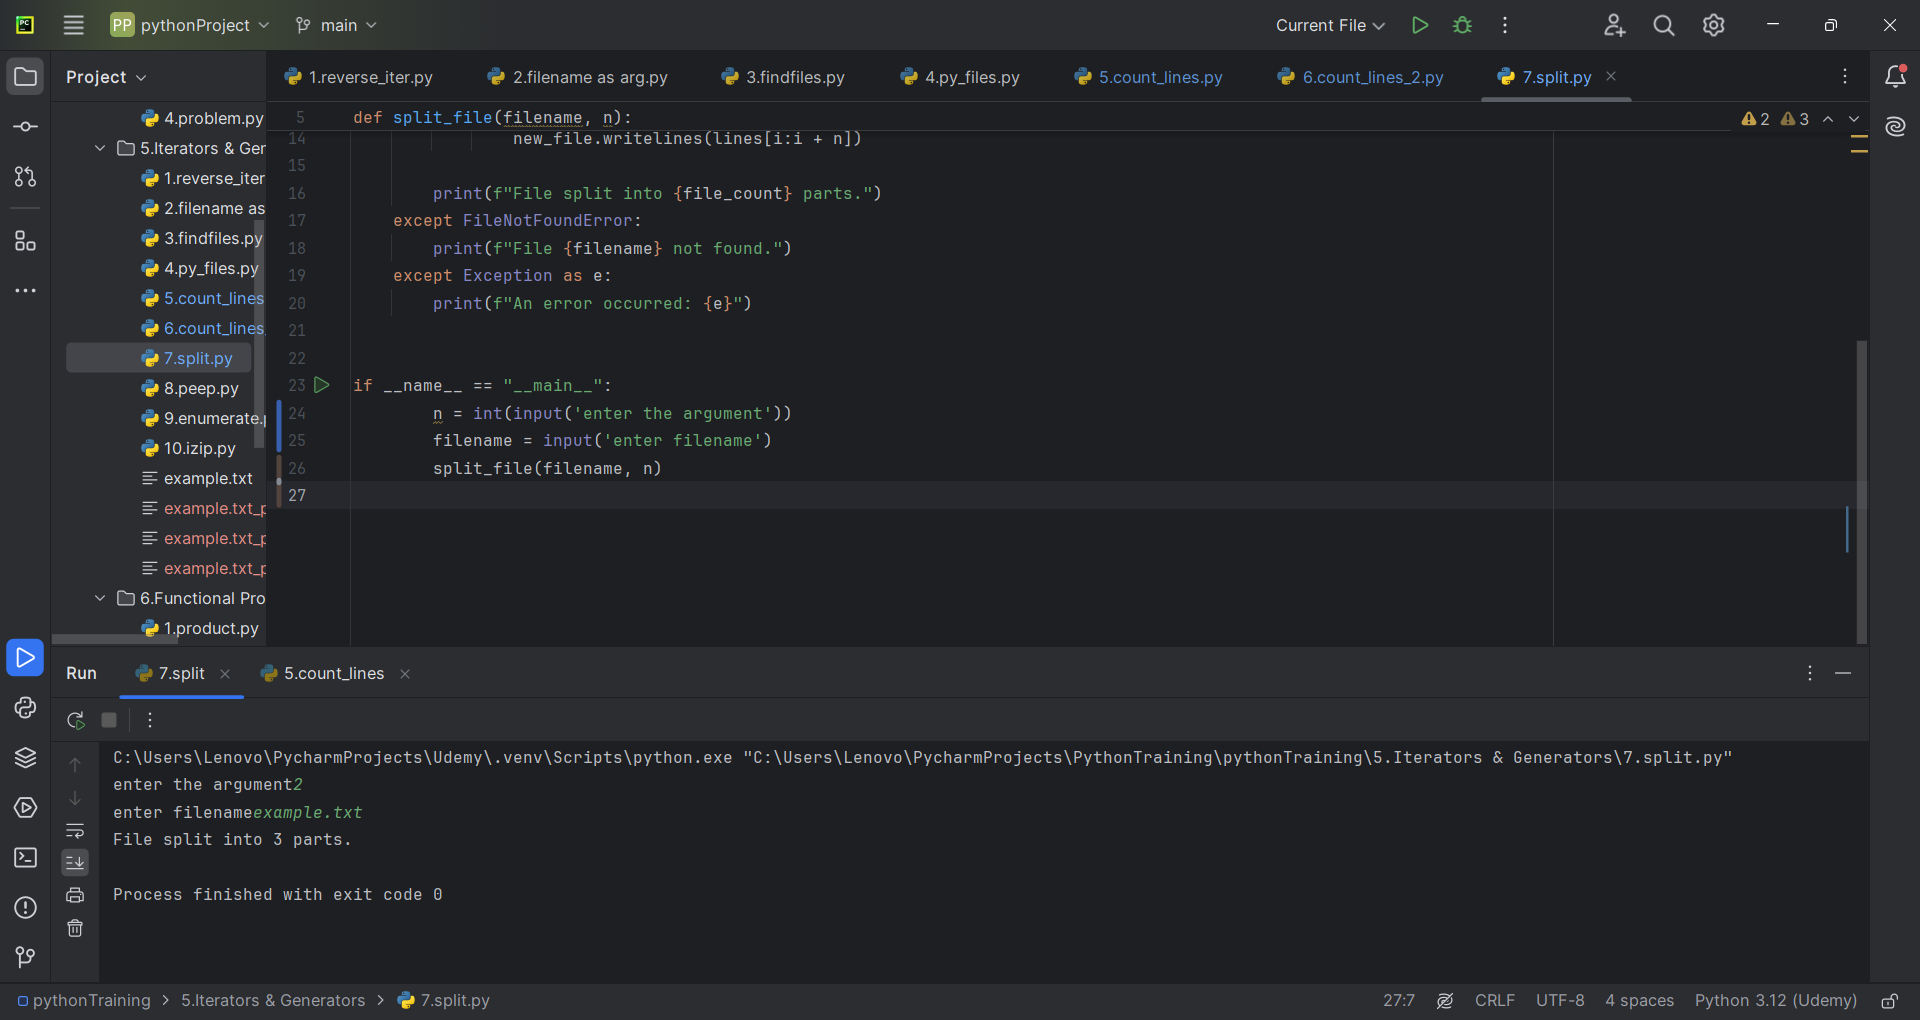 PC
PP pythonProject main Current File
Project
1.reverse_iter.py 2.filename as arg.py 3.findfiles.py 4.py_files.py 5.count_lines.py 6.count_lines_2.py 7.split.py
4.problem.py
5.Iterators & Ger
1.reverse_iter
2.filename as
3.findfiles.py
4.py_files.py
5.count_lines
6.count_lines
7.split.py
8.peep.py
9.enumerate.
10.izip.py
example.txt
example.txt_p
example.txt_p
example.txt_p
6.Functional Pro
1.product.py
5 def split_file(filename, n):
2 3
14 new_file.writelines(lines[i:i + n])
15
16 print(f"File split into {file_count} parts.")
17 except FileNotFoundError:
18 print(f"File {filename} not found.")
19 except Exception as e:
20 print(f"An error occurred: {e}")
21
22
23 if __name__ == "__main__":
24 n = int(input('enter the argument'))
25 filename = input('enter filename')
26 split_file(filename, n)
27
Run 7.split 5.count_lines
C:\Users\Lenovo\PycharmProjects\Udemy\.venv\Scripts\python.exe "C:\Users\Lenovo\PycharmProjects\PythonTraining\pythonTraining\5.Iterators & Generators\7.split.py"
enter the argument2
enter filenameexample.txt
File split into 3 parts.
Process finished with exit code 0
pythonTraining > 5.Iterators & Generators > 7.split.py 27:7 CRLF UTF-8 4 spaces Python 3.12 (Udemy)